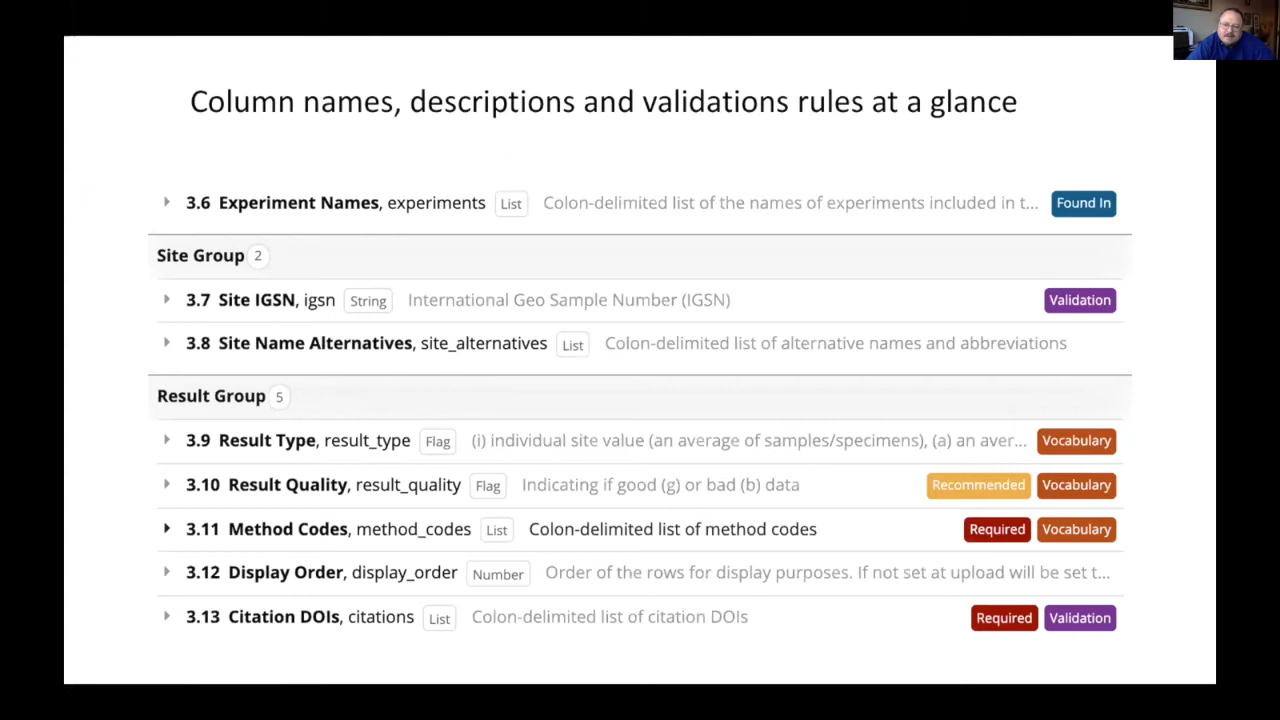 Column names, descriptions and validations rules at a glance
3.6 Experiment Names, experiments List Colon-delimited list of the names of experiments included in t... Found In
Site Group 2
3.7 Site IGSN, igsn String International Geo Sample Number (IGSN) Validation
3.8 Site Name Alternatives, site_alternatives List Colon-delimited list of alternative names and abbreviations
Result Group 5
3.9 Result Type, result_type Flag (i) individual site value (an average of samples/specimens), (a) an aver... Vocabulary
3.10 Result Quality, result_quality Flag Indicating if good (g) or bad (b) data Recommended Vocabulary
3.11 Method Codes, method_codes List Colon-delimited list of method codes Required Vocabulary
3.12 Display Order, display_order Number Order of the rows for display purposes. If not set at upload will be set t...
3.13 Citation DOIs, citations List Colon-delimited list of citation DOIs Required Validation